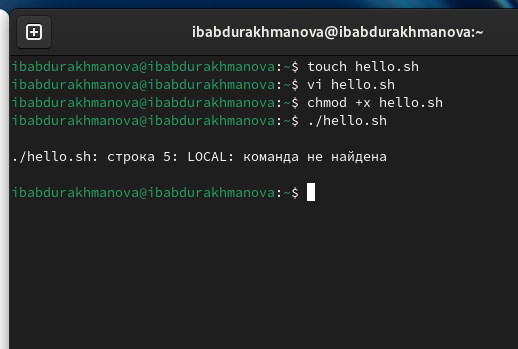 ibabdurakhmanova@ibabdurakhmanova:~
ibabdurakhmanova@ibabdurakhmanova:~$ touch hello.sh
ibabdurakhmanova@ibabdurakhmanova:~$ vi hello.sh
ibabdurakhmanova@ibabdurakhmanova:~$ chmod +x hello.sh
ibabdurakhmanova@ibabdurakhmanova:~$ ./hello.sh
./hello.sh: строка 5: LOCAL: команда не найдена
ibabdurakhmanova@ibabdurakhmanova:~$